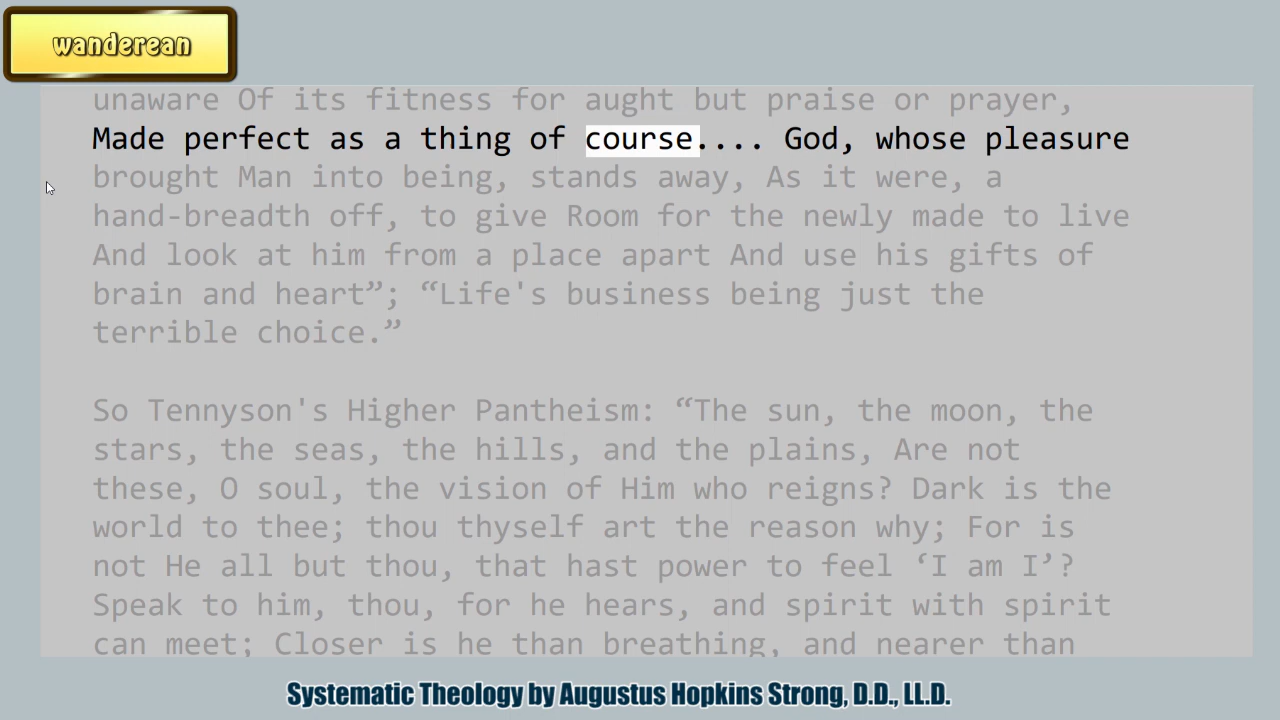 wanderean
unaware Of its fitness for aught but praise or prayer,
Made perfect as a thing of course.... God, whose pleasure
brought Man into being, stands away, As it were, a
hand-breadth off, to give Room for the newly made to live
And look at him from a place apart And use his gifts of
brain and heart”; “Life's business being just the
terrible choice.”
So Tennyson's Higher Pantheism: “The sun, the moon, the
stars, the seas, the hills, and the plains, Are not
these, O soul, the vision of Him who reigns? Dark is the
world to thee; thou thyself art the reason why; For is
not He all but thou, that hast power to feel ‘I am I’?
Speak to him, thou, for he hears, and spirit with spirit
can meet; Closer is he than breathing, and nearer than
Systematic Theology by Augustus Hopkins Strong, D.D., LL.D.